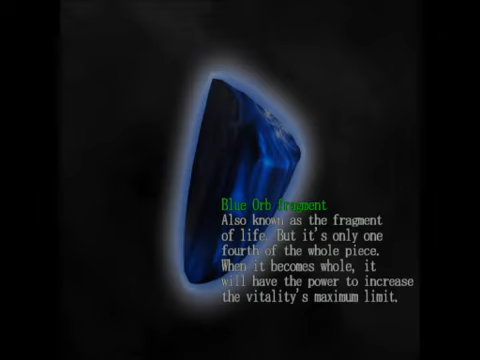 Blue Orb fragment
Also known as the fragment
of life. But it's only one
fourth of the whole piece.
When it becomes whole, it
will have the power to increase
the vitality's maximum limit.